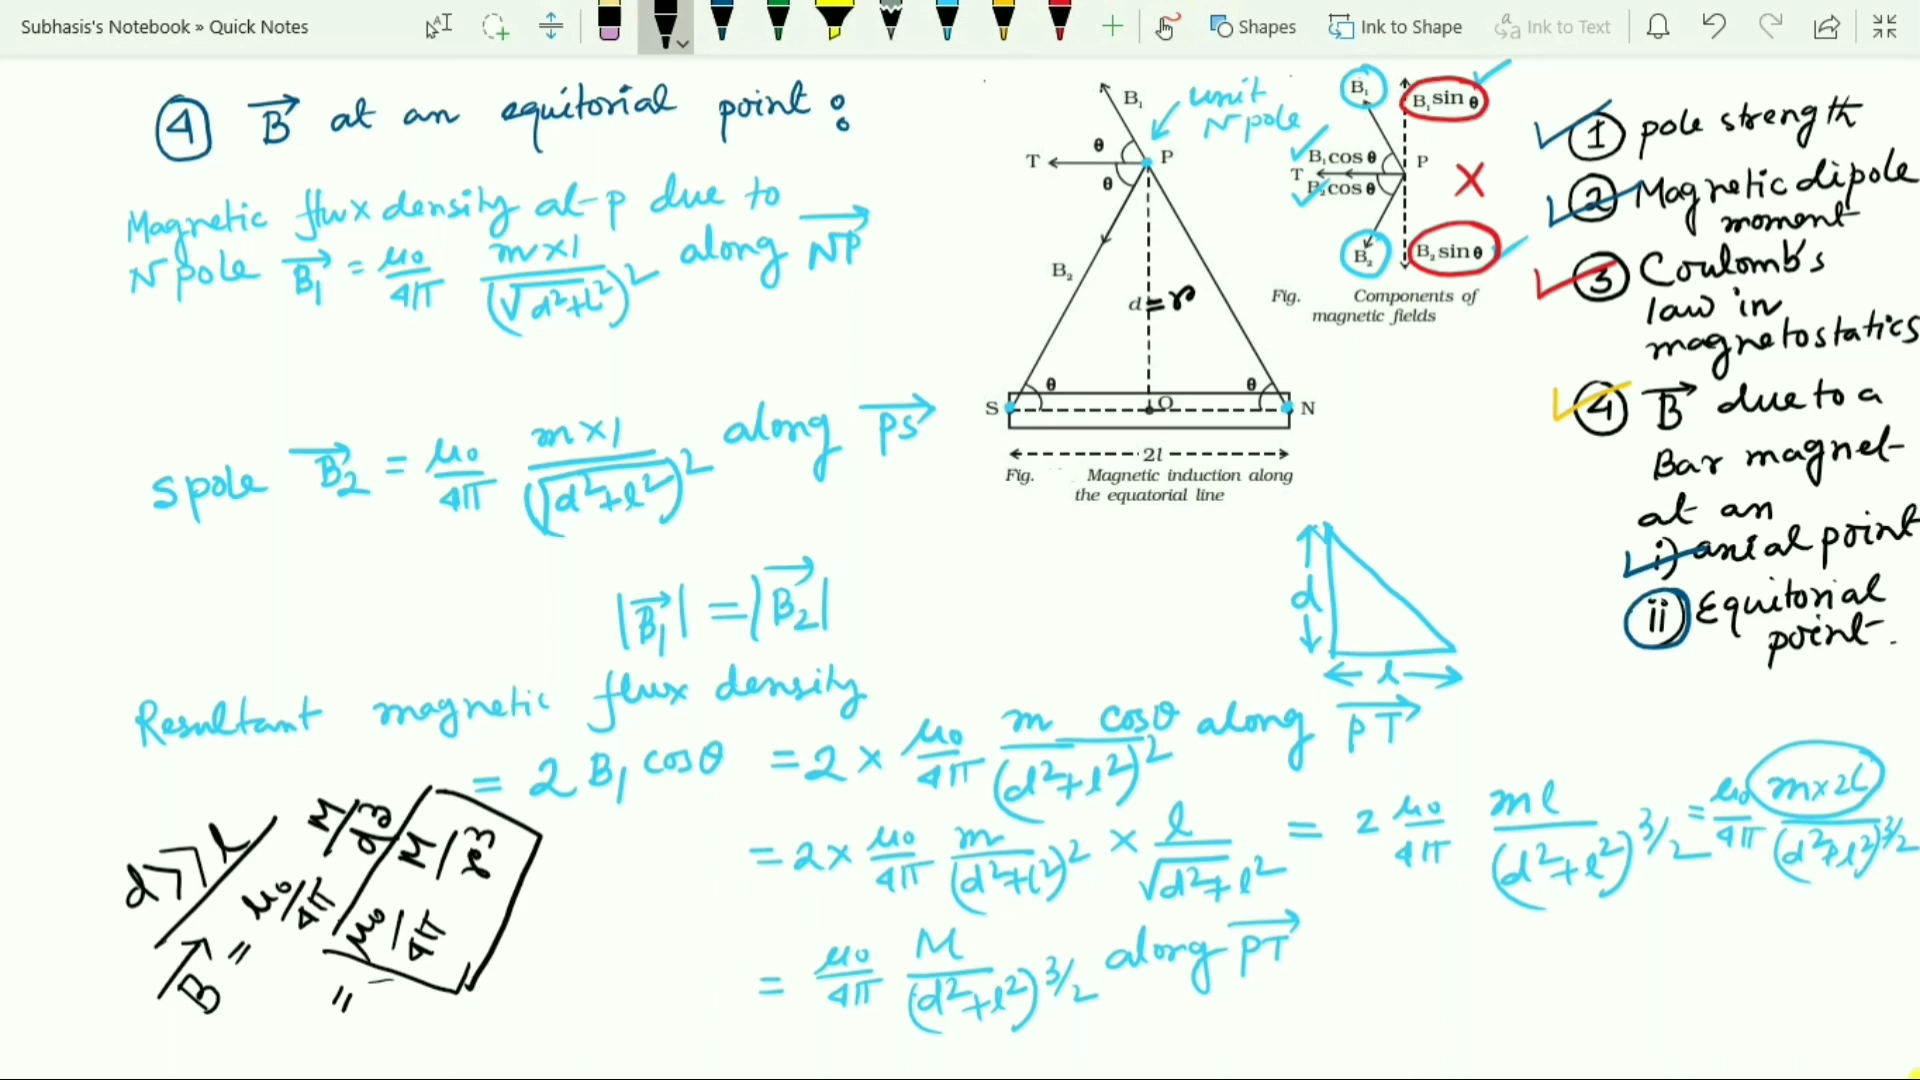 Subhasis's Notebook » Quick Notes
Shapes
Ink to Shape
Ink to Text
④ B⃗ at an equitorial point :
Magnetic flux density at P due to
N pole B₁⃗ = μ₀/4π m×1/(√d²+l²)² along NP⃗
S pole B₂⃗ = μ₀/4π m×1/(√d²+l²)² along PS⃗
|B₁⃗| = |B₂⃗|
Resultant magnetic flux density
= 2 B₁ cosθ = 2 × μ₀/4π m cosθ/(d²+l²)² along PT⃗
= 2 × μ₀/4π m/(d²+l²)² × l/√d²+l² = 2 μ₀/4π ml/(d²+l²)^3/2 = μ₀/4π m×2l/(d²+l²)^3/2
= μ₀/4π M/(d²+l²)^3/2 along PT⃗
d>>l
B⃗ = μ₀/4π M/d³
= μ₀/4π M/r³
B₁
unit
N pole
θ
T
P
θ
B₂
d = r
θ
θ
S
O
N
2l
Fig. Magnetic induction along
the equatorial line
B₁
B₁ sin θ
B₁ cos θ
T
P
B₂ cos θ
B₂
B₂ sin θ
Fig. Components of
magnetic fields
d
l
① pole strength
② Magnetic dipole
moment
③ Coulomb's
law in
magnetostatics
④ B⃗ due to a
Bar magnet
at an
i) axial point
ii) Equitorial
point.